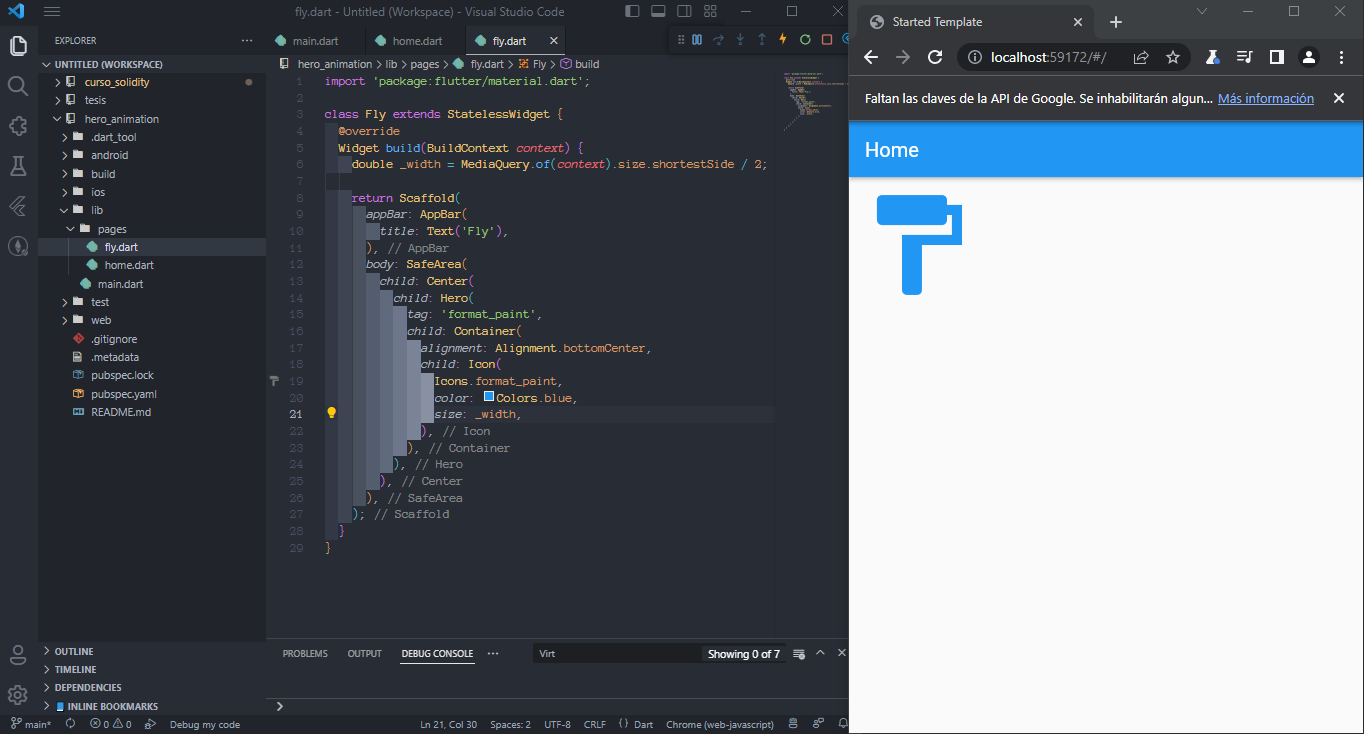 fly.dart - Untitled (Workspace) - Visual Studio Code
EXPLORER
UNTITLED (WORKSPACE)
curso_solidity
tesis
hero_animation
.dart_tool
android
build
ios
lib
pages
fly.dart
home.dart
main.dart
test
web
.gitignore
.metadata
pubspec.lock
pubspec.yaml
README.md
OUTLINE
TIMELINE
DEPENDENCIES
INLINE BOOKMARKS
main.dart home.dart fly.dart
hero_animation > lib > pages > fly.dart > Fly > build
1 import 'package:flutter/material.dart';
2
3 class Fly extends StatelessWidget {
4 @override
5 Widget build(BuildContext context) {
6 double _width = MediaQuery.of(context).size.shortestSide / 2;
7
8 return Scaffold(
9 appBar: AppBar(
10 title: Text('Fly'),
11 ), // AppBar
12 body: SafeArea(
13 child: Center(
14 child: Hero(
15 tag: 'format_paint',
16 child: Container(
17 alignment: Alignment.bottomCenter,
18 child: Icon(
19 Icons.format_paint,
20 color: Colors.blue,
21 size: _width,
22 ), // Icon
23 ), // Container
24 ), // Hero
25 ), // Center
26 ), // SafeArea
27 ); // Scaffold
28 }
29 }
PROBLEMS OUTPUT DEBUG CONSOLE ··· Virt Showing 0 of 7
>
main* 0 0 Debug my code Ln 21, Col 30 Spaces: 2 UTF-8 CRLF {} Dart Chrome (web-javascript)
Started Template
localhost:59172/#/
Faltan las claves de la API de Google. Se inhabilitarán algun... Más información
Home